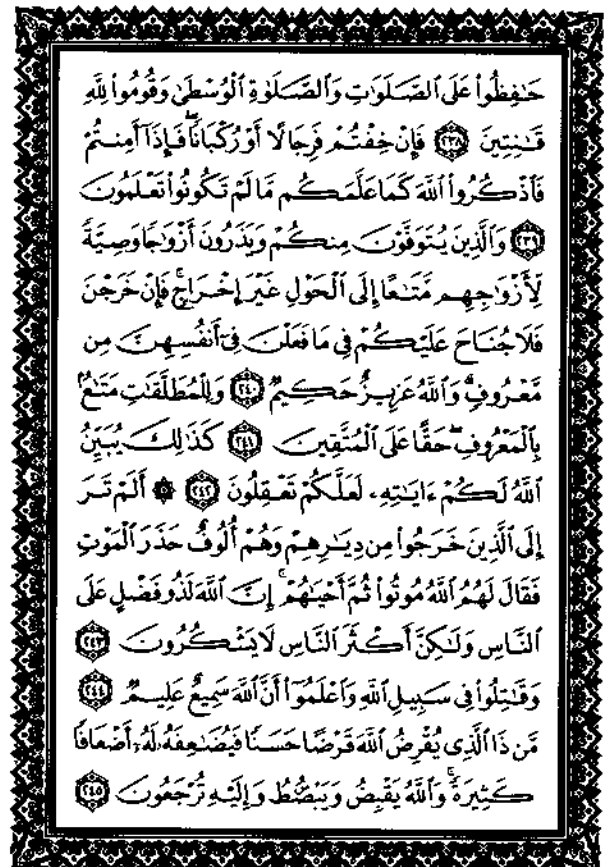 حَٰفِظُوا۟ عَلَى ٱلصَّلَوَٰتِ وَٱلصَّلَوٰةِ ٱلْوُسْطَىٰ وَقُومُوا۟ لِلَّهِ
قَٰنِتِينَ ٢٣٨ فَإِنْ خِفْتُمْ فَرِجَالًا أَوْ رُكْبَانًا ۖ فَإِذَآ أَمِنتُمْ
فَٱذْكُرُوا۟ ٱللَّهَ كَمَا عَلَّمَكُم مَّا لَمْ تَكُونُوا۟ تَعْلَمُونَ
٢٣٩ وَٱلَّذِينَ يُتَوَفَّوْنَ مِنكُمْ وَيَذَرُونَ أَزْوَٰجًا وَصِيَّةً
لِّأَزْوَٰجِهِم مَّتَٰعًا إِلَى ٱلْحَوْلِ غَيْرَ إِخْرَاجٍ ۚ فَإِنْ خَرَجْنَ
فَلَا جُنَاحَ عَلَيْكُمْ فِى مَا فَعَلْنَ فِىٓ أَنفُسِهِنَّ مِن
مَّعْرُوفٍ ۗ وَٱللَّهُ عَزِيزٌ حَكِيمٌ ٢٤٠ وَلِلْمُطَلَّقَٰتِ مَتَٰعٌۢ
بِٱلْمَعْرُوفِ ۖ حَقًّا عَلَى ٱلْمُتَّقِينَ ٢٤١ كَذَٰلِكَ يُبَيِّنُ
ٱللَّهُ لَكُمْ ءَايَٰتِهِۦ لَعَلَّكُمْ تَعْقِلُونَ ٢٤٢ ۞ أَلَمْ تَرَ
إِلَى ٱلَّذِينَ خَرَجُوا۟ مِن دِيَٰرِهِمْ وَهُمْ أُلُوفٌ حَذَرَ ٱلْمَوْتِ
فَقَالَ لَهُمُ ٱللَّهُ مُوتُوا۟ ثُمَّ أَحْيَٰهُمْ ۚ إِنَّ ٱللَّهَ لَذُو فَضْلٍ عَلَى
ٱلنَّاسِ وَلَٰكِنَّ أَكْثَرَ ٱلنَّاسِ لَا يَشْكُرُونَ ٢٤٣
وَقَٰتِلُوا۟ فِى سَبِيلِ ٱللَّهِ وَٱعْلَمُوٓا۟ أَنَّ ٱللَّهَ سَمِيعٌ عَلِيمٌ ٢٤٤
مَّن ذَا ٱلَّذِى يُقْرِضُ ٱللَّهَ قَرْضًا حَسَنًا فَيُضَٰعِفَهُۥ لَهُۥٓ أَضْعَافًا
كَثِيرَةً ۚ وَٱللَّهُ يَقْبِضُ وَيَبْصُۜطُ وَإِلَيْهِ تُرْجَعُونَ ٢٤٥